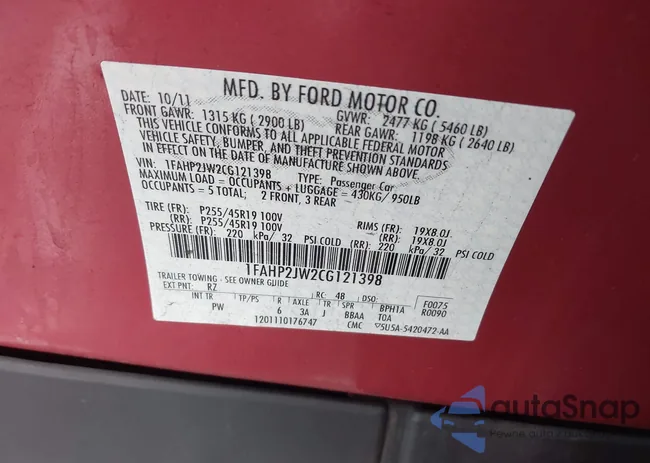 MFD. BY FORD MOTOR CO.
DATE: 10/11 GVWR: 2477 KG ( 5460 LB)
FRONT GAWR: 1315 KG ( 2900 LB) REAR GAWR: 1198 KG ( 2640 LB)
THIS VEHICLE CONFORMS TO ALL APPLICABLE FEDERAL MOTOR
VEHICLE SAFETY, BUMPER, AND THEFT PREVENTION STANDARDS
IN EFFECT ON THE DATE OF MANUFACTURE SHOWN ABOVE.
VIN: 1FAHP2JW2CG121398 TYPE: Passenger Car
MAXIMUM LOAD = OCCUPANTS + LUGGAGE = 430KG/ 950LB
OCCUPANTS = 5 TOTAL; 2 FRONT, 3 REAR
TIRE (FR): P255/45R19 100V RIMS (FR): 19X8.0J
(RR): P255/45R19 100V (RR): 19X8.0J
PRESSURE (FR): 220 kPa/ 32 PSI COLD (RR): 220 kPa/ 32 PSI COLD
1FAHP2JW2CG121398
TRAILER TOWING - SEE OWNER GUIDE
EXT PNT: RZ RC: 48 DSO: F0075
INT TR TP/PS R AXLE TR SPR BPH1A R0090
PW 6 3A J BBAA TOA
1201110176747 CMC ▽5U5A-5420472-AA
autaSnap